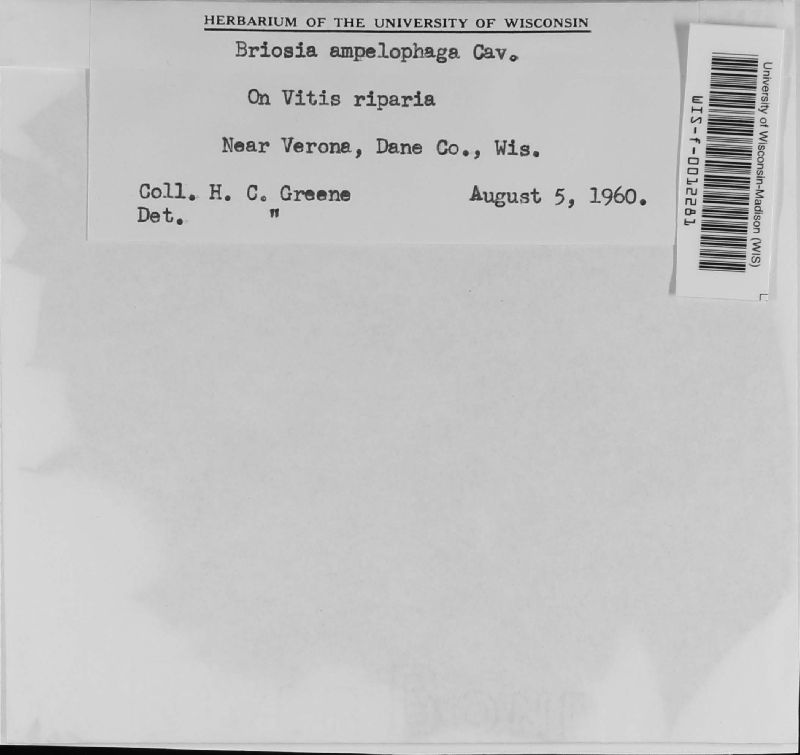 HERBARIUM OF THE UNIVERSITY OF WISCONSIN
Briosia ampelophaga Cav.
On Vitis riparia
Near Verona, Dane Co., Wis.
Coll. H. C. Greene August 5, 1960.
Det. "
University of Wisconsin-Madison (WIS)
WIS-f-0012281